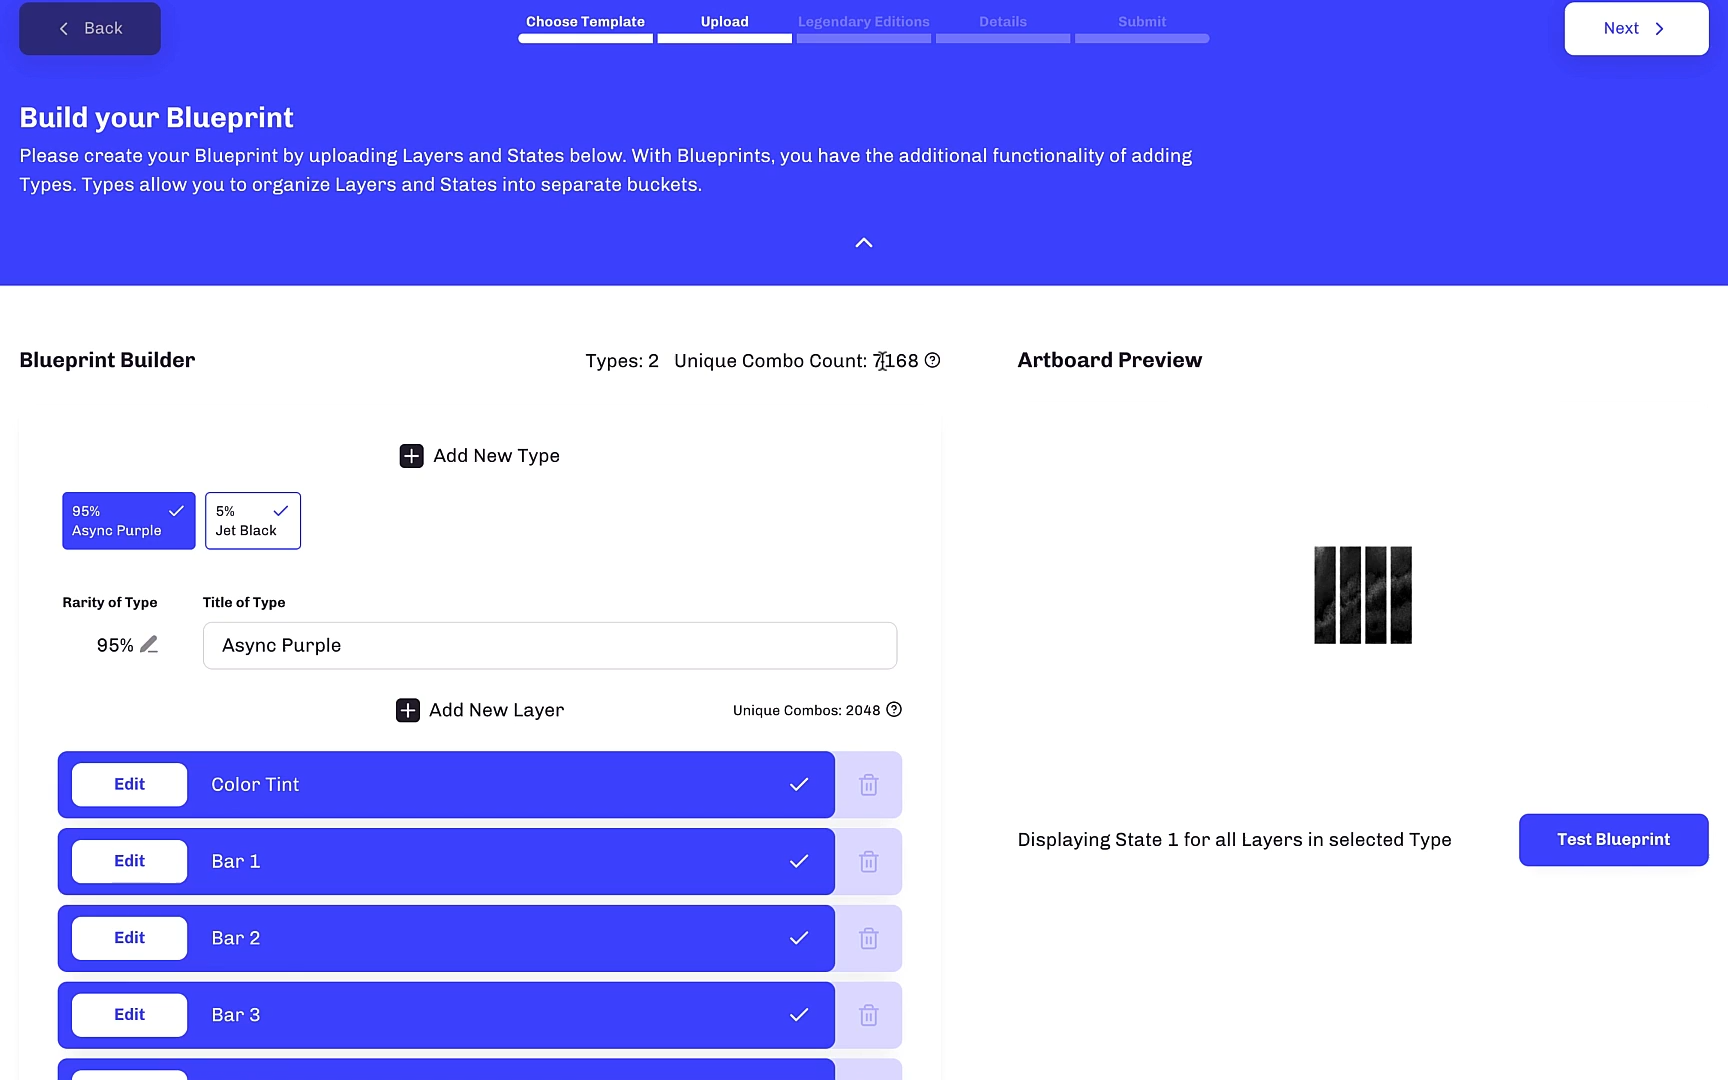 Back
Choose Template
Upload
Legendary Editions
Details
Submit
Next
Build your Blueprint
Please create your Blueprint by uploading Layers and States below. With Blueprints, you have the additional functionality of adding
Types. Types allow you to organize Layers and States into separate buckets.
Blueprint Builder
Types: 2 Unique Combo Count: 7168
Artboard Preview
Add New Type
95%
Async Purple
5%
Jet Black
Rarity of Type
Title of Type
95%
Async Purple
Add New Layer
Unique Combos: 2048
Edit Color Tint
Edit Bar 1
Edit Bar 2
Edit Bar 3
Displaying State 1 for all Layers in selected Type
Test Blueprint